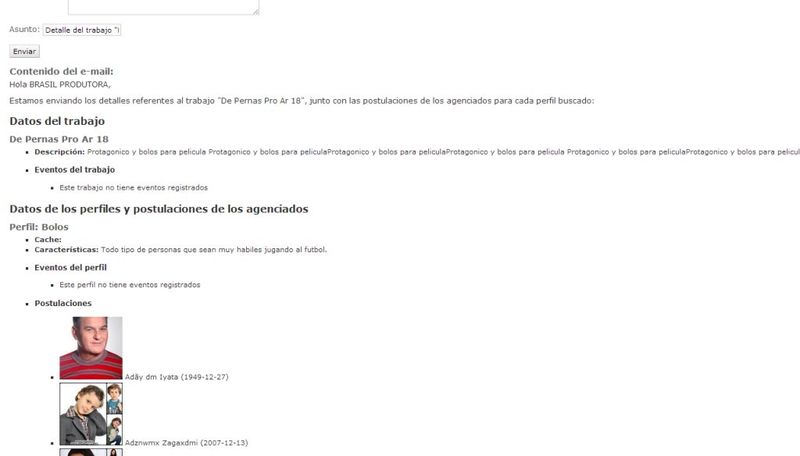 Asunto: Detalle del trabajo "I
Enviar
Contenido del e-mail:
Hola BRASIL PRODUTORA,
Estamos enviando los detalles referentes al trabajo "De Pernas Pro Ar 18", junto con las postulaciones de los agenciados para cada perfil buscado:
Datos del trabajo
De Pernas Pro Ar 18
Descripción: Protagonico y bolos para pelicula Protagonico y bolos para peliculaProtagonico y bolos para peliculaProtagonico y bolos para pelicula Protagonico y bolos para peliculaProtagonico y bolos para pelicul
Eventos del trabajo
Este trabajo no tiene eventos registrados
Datos de los perfiles y postulaciones de los agenciados
Perfil: Bolos
Cache:
Características: Todo tipo de personas que sean muy habiles jugando al futbol.
Eventos del perfil
Este perfil no tiene eventos registrados
Postulaciones
Adãy dm Iyata (1949-12-27)
Adznwmx Zagaxdmi (2007-12-13)